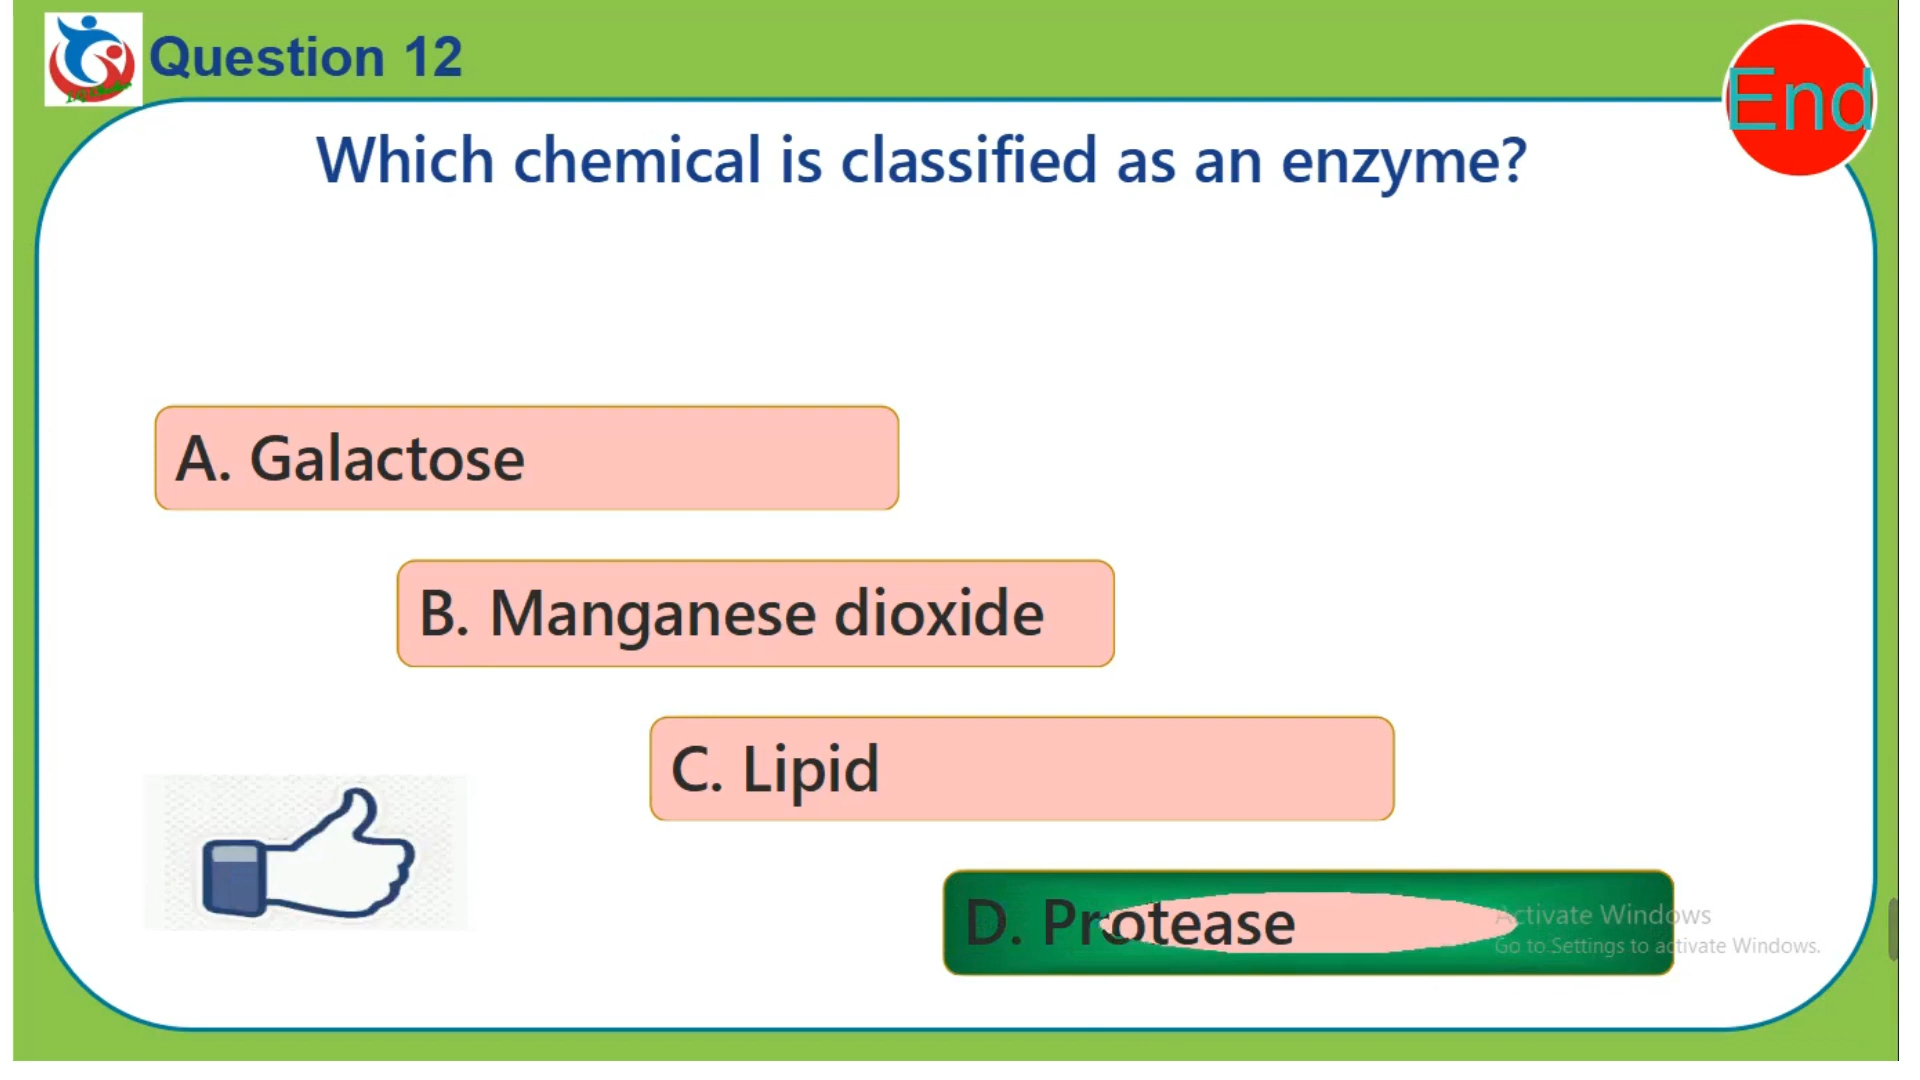 Question 12
End
Which chemical is classified as an enzyme?
A. Galactose
B. Manganese dioxide
C. Lipid
D. Protease
Activate Windows
Go to Settings to activate Windows.